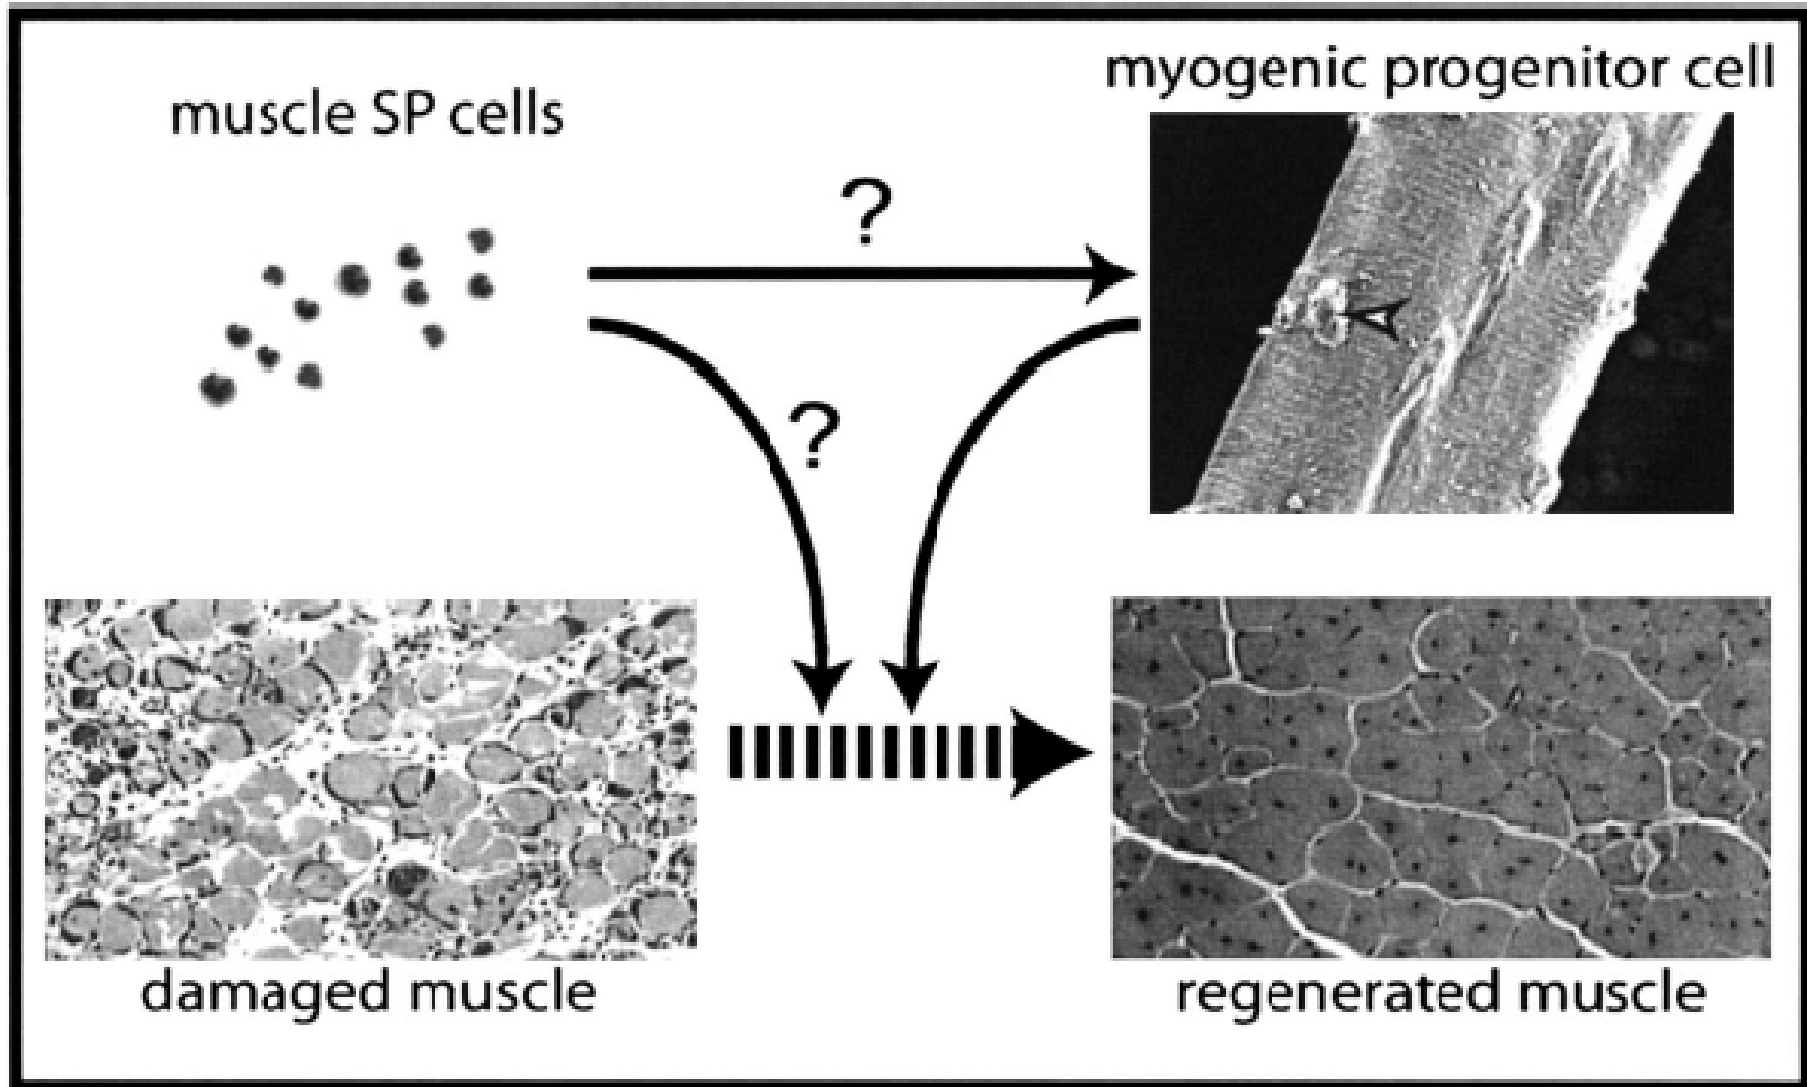 muscle SP cells
myogenic progenitor cell
?
?
damaged muscle
regenerated muscle